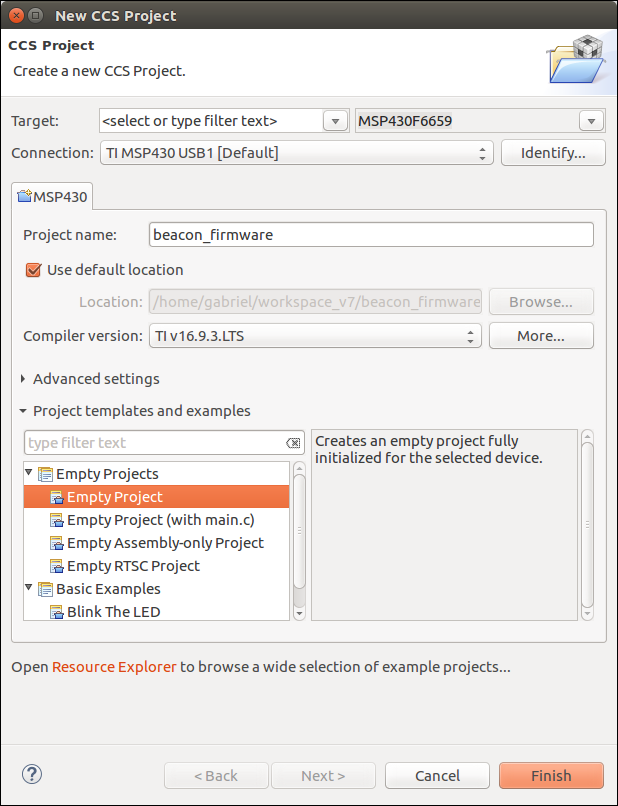 New CCS Project
CCS Project
Create a new CCS Project.
Target: <select or type filter text> MSP430F6659
Connection: TI MSP430 USB1 [Default] Identify...
MSP430
Project name: beacon_firmware
Use default location
Location: /home/gabriel/workspace_v7/beacon_firmware Browse...
Compiler version: TI v16.9.3.LTS More...
Advanced settings
Project templates and examples
type filter text
Creates an empty project fully
initialized for the selected device.
Empty Projects
Empty Project
Empty Project (with main.c)
Empty Assembly-only Project
Empty RTSC Project
Basic Examples
Blink The LED
Open Resource Explorer to browse a wide selection of example projects...
? < Back Next > Cancel Finish